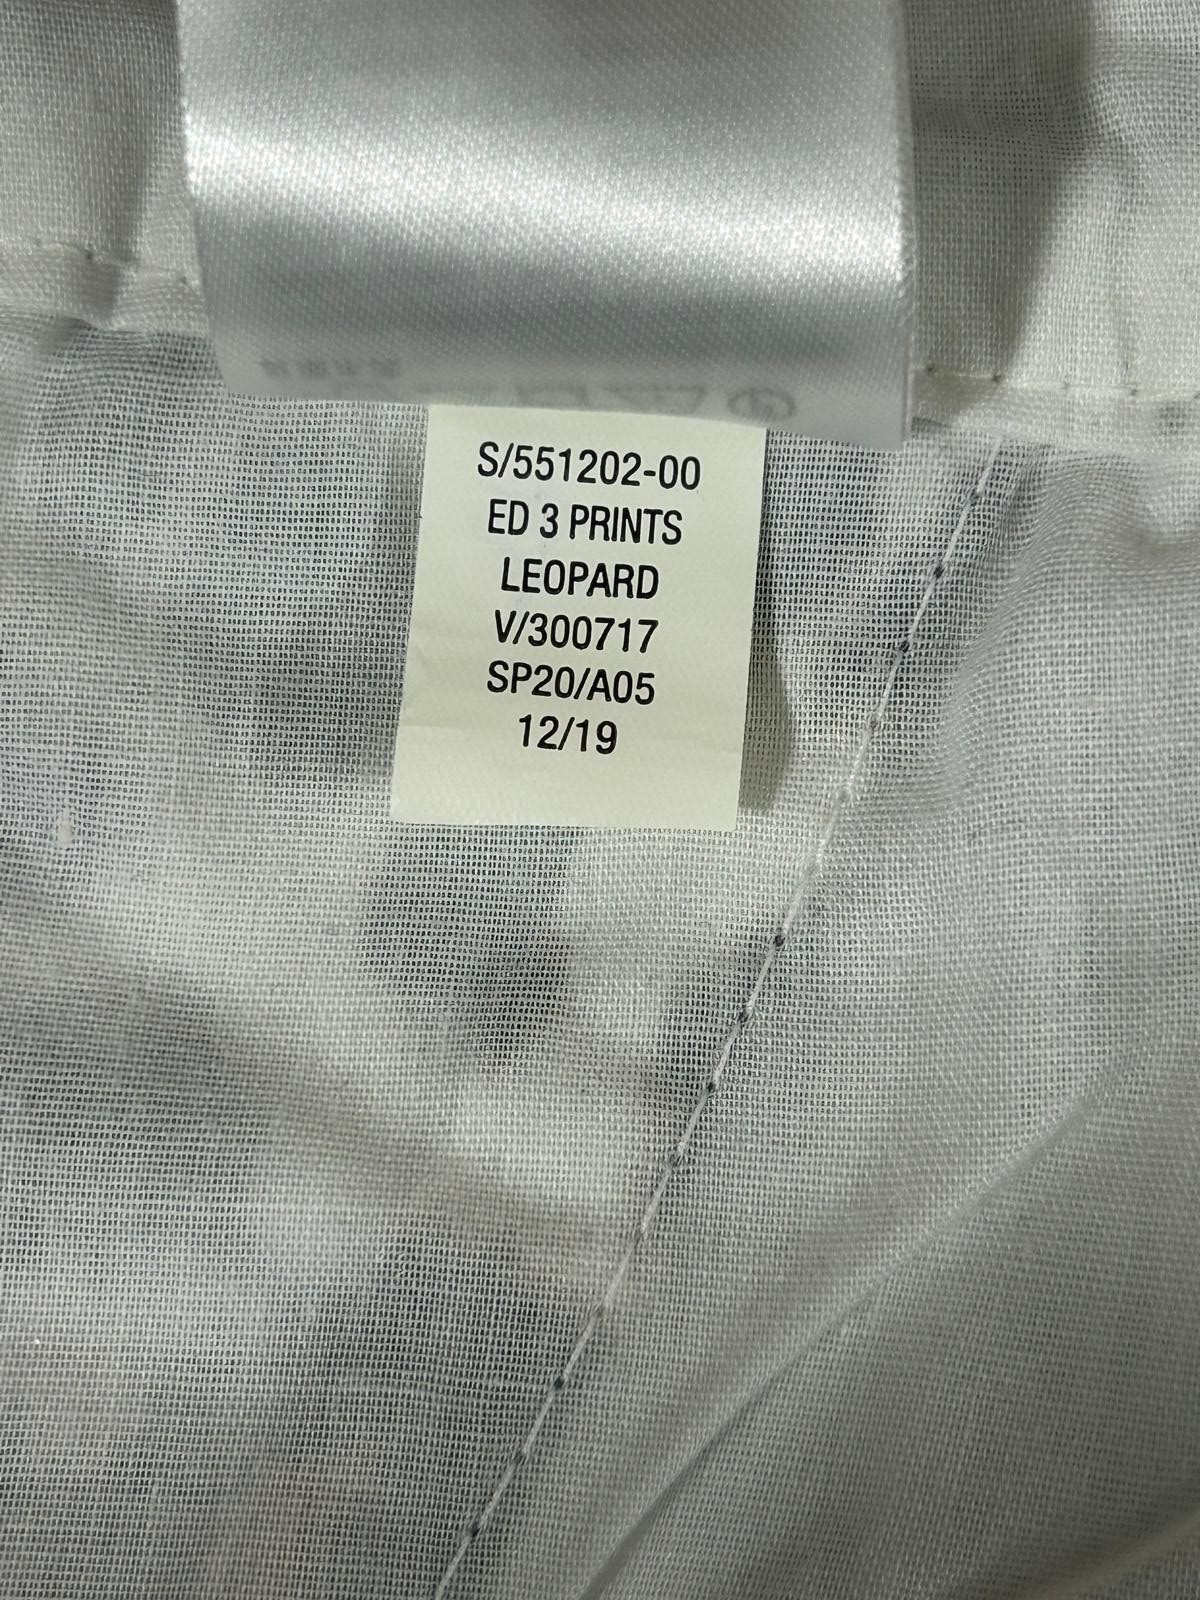 S/551202-00
ED 3 PRINTS
LEOPARD
V/300717
SP20/A05
12/19